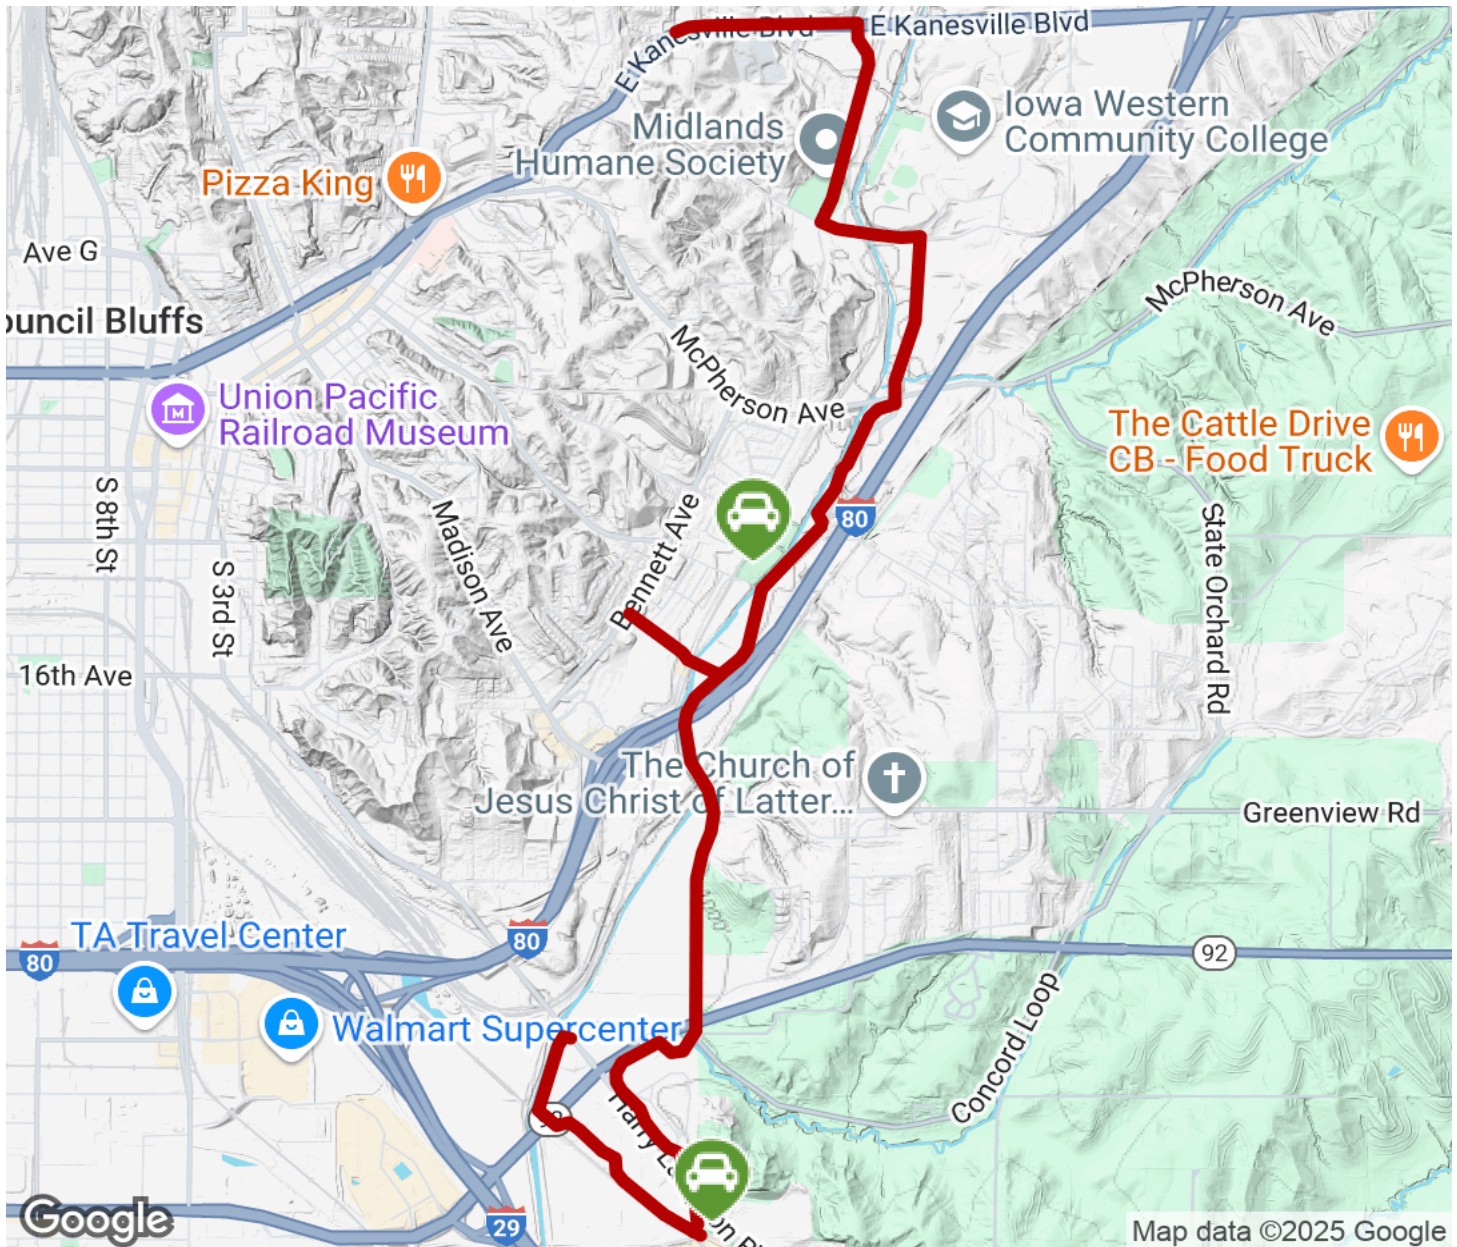 E Kanesville Blvd
E Kanesville Blvd
Iowa Western
Community College
Midlands
Humane Society
Pizza King
Ave G
McPherson Ave
ouncil Bluffs
McPherson Ave
Union Pacific
Railroad Museum
The Cattle Drive
CB - Food Truck
S 8th St
Madison Ave
Bennett Ave
80
State Orchard Rd
S 3rd St
16th Ave
The Church of
Jesus Christ of Latter...
Greenview Rd
TA Travel Center
80
80
92
Walmart Supercenter
Concord Loop
Harry L
on
29
Google
Map data ©2025 Google